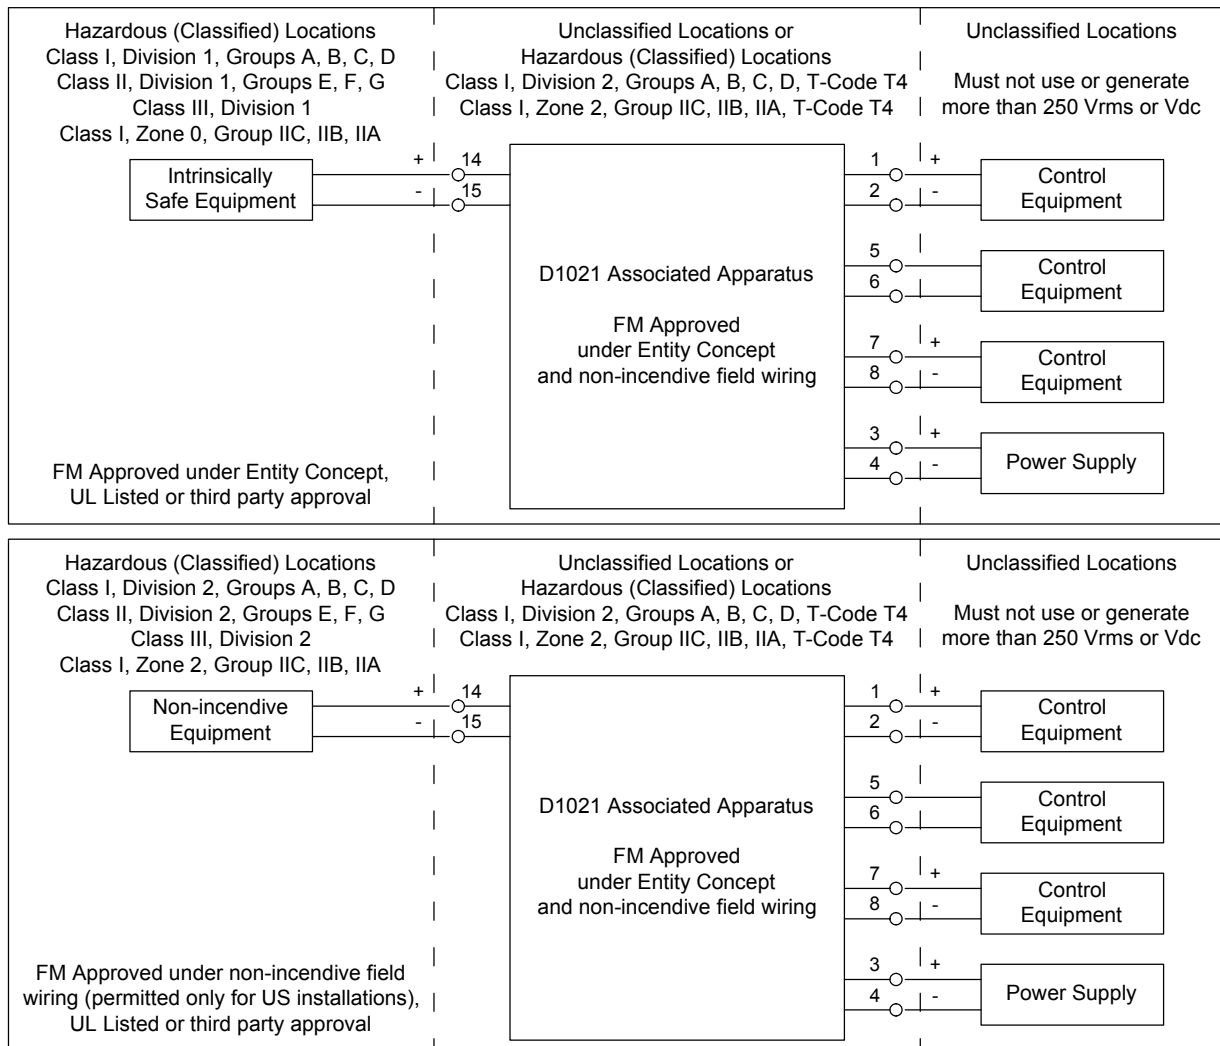 Hazardous (Classified) Locations
Class I, Division 1, Groups A, B, C, D
Class II, Division 1, Groups E, F, G
Class III, Division 1
Class I, Zone 0, Group IIC, IIB, IIA
Unclassified Locations or
Hazardous (Classified) Locations
Class I, Division 2, Groups A, B, C, D, T-Code T4
Class I, Zone 2, Group IIC, IIB, IIA, T-Code T4
Unclassified Locations
Must not use or generate
more than 250 Vrms or Vdc
Intrinsically
Safe Equipment
+ 14
- 15
D1021 Associated Apparatus
FM Approved
under Entity Concept
and non-incendive field wiring
1 +
2 -
Control
Equipment
5
6
Control
Equipment
7 +
8 -
Control
Equipment
3 +
4 -
Power Supply
FM Approved under Entity Concept,
UL Listed or third party approval
Hazardous (Classified) Locations
Class I, Division 2, Groups A, B, C, D
Class II, Division 2, Groups E, F, G
Class III, Division 2
Class I, Zone 2, Group IIC, IIB, IIA
Unclassified Locations or
Hazardous (Classified) Locations
Class I, Division 2, Groups A, B, C, D, T-Code T4
Class I, Zone 2, Group IIC, IIB, IIA, T-Code T4
Unclassified Locations
Must not use or generate
more than 250 Vrms or Vdc
Non-incendive
Equipment
+ 14
- 15
D1021 Associated Apparatus
FM Approved
under Entity Concept
and non-incendive field wiring
1 +
2 -
Control
Equipment
5
6
Control
Equipment
7 +
8 -
Control
Equipment
3 +
4 -
Power Supply
FM Approved under non-incendive field
wiring (permitted only for US installations),
UL Listed or third party approval